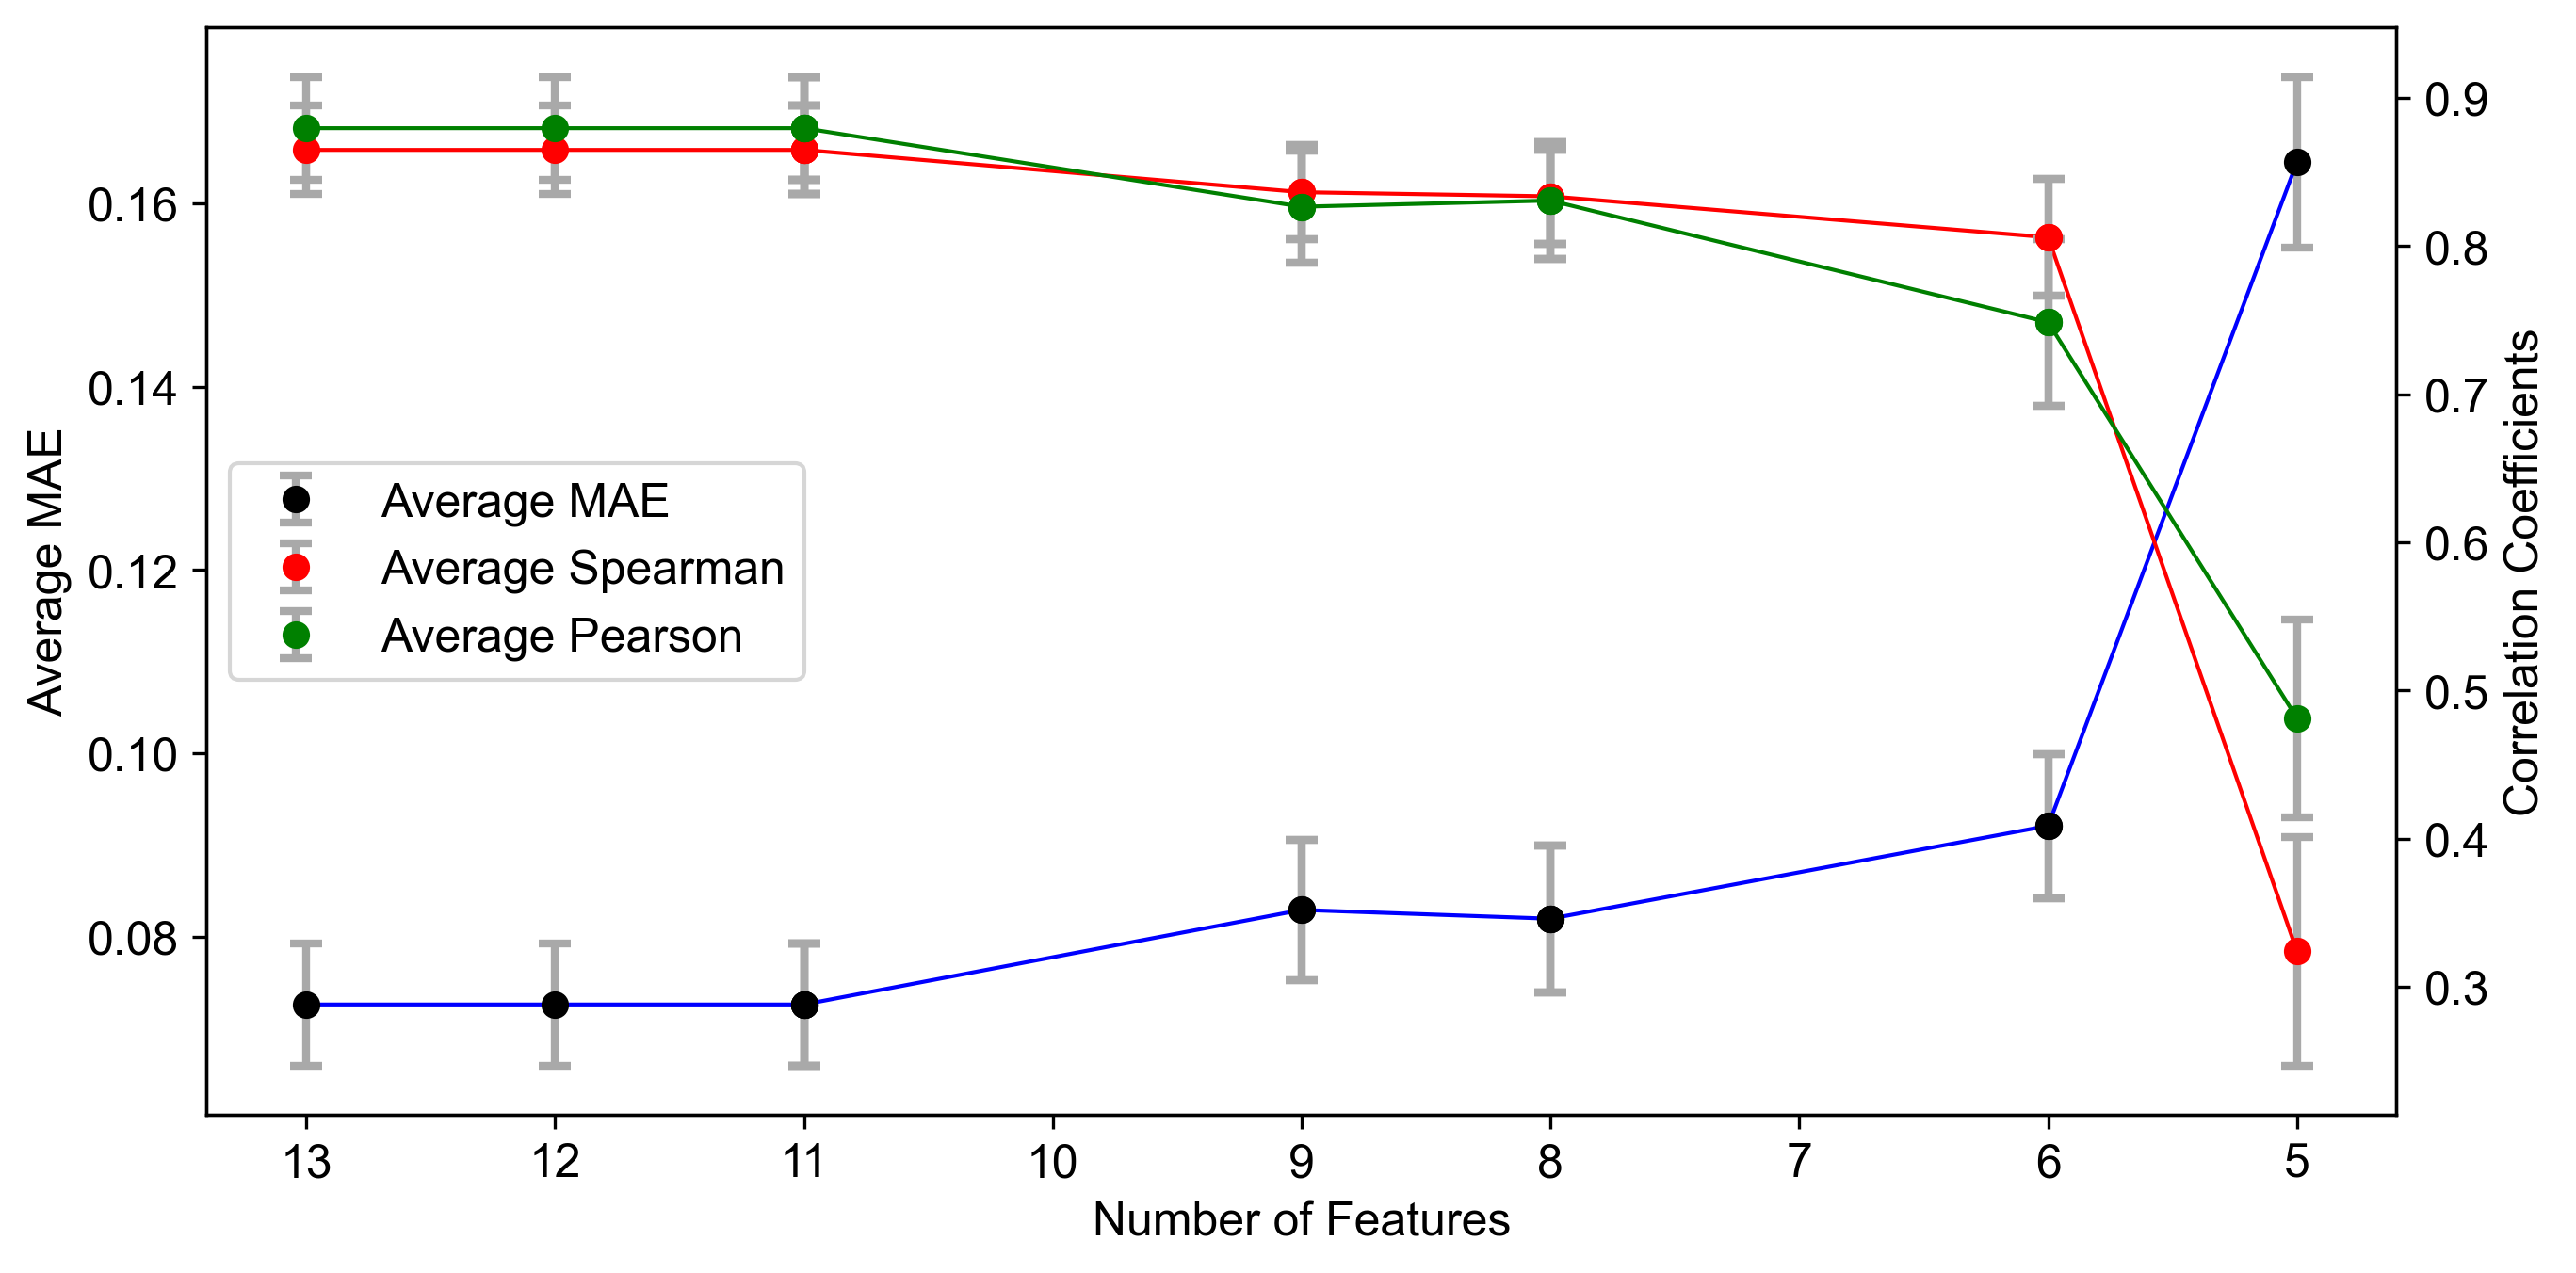 0.16
0.14
0.12
0.10
0.08
Average MAE
Average MAE
Average Spearman
Average Pearson
0.9
0.8
0.7
0.6
0.5
0.4
0.3
Correlation Coefficients
13 12 11 10 9 8 7 6 5
Number of Features